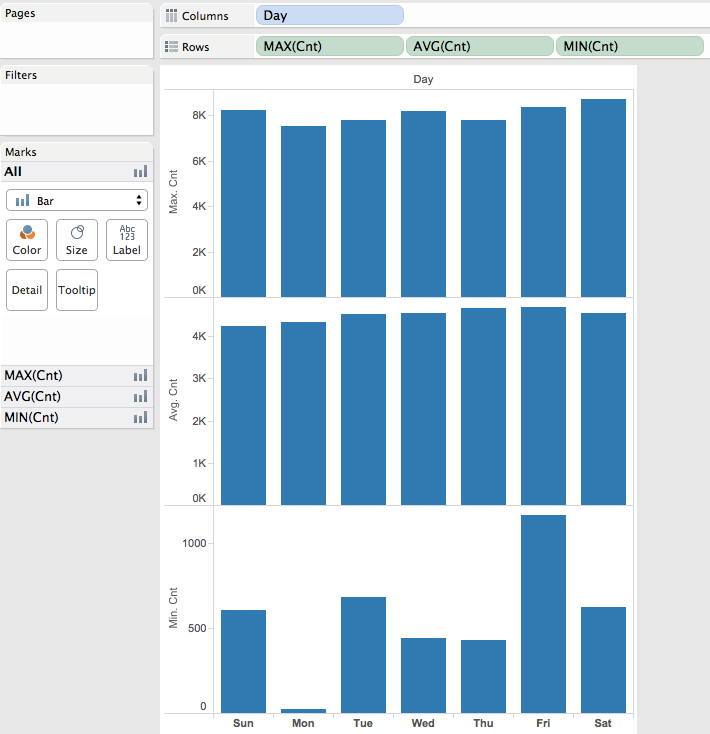 Pages
Columns
Day
Rows
MAX(Cnt)
AVG(Cnt)
MIN(Cnt)
Filters
Marks
All
Bar
Color
Size
Abc
123
Label
Detail
Tooltip
MAX(Cnt)
AVG(Cnt)
MIN(Cnt)
Day
Max. Cnt
8K
6K
4K
2K
0K
Avg. Cnt
4K
3K
2K
1K
0K
Min. Cnt
1000
500
0
Sun Mon Tue Wed Thu Fri Sat